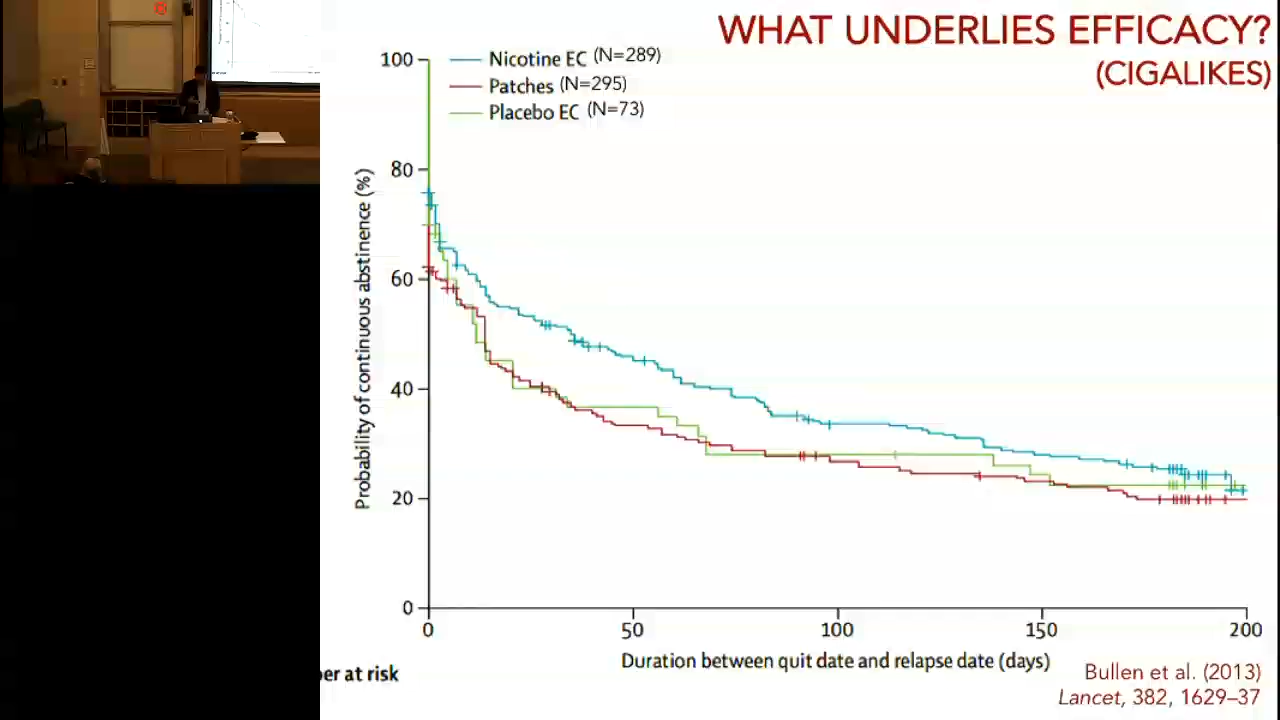 WHAT UNDERLIES EFFICACY?
(CIGALIKES)
Nicotine EC (N=289)
Patches (N=295)
Placebo EC (N=73)
Probability of continuous abstinence (%)
100
80
60
40
20
0
0 50 100 150 200
Duration between quit date and relapse date (days)
at risk
Bullen et al. (2013)
Lancet, 382, 1629–37